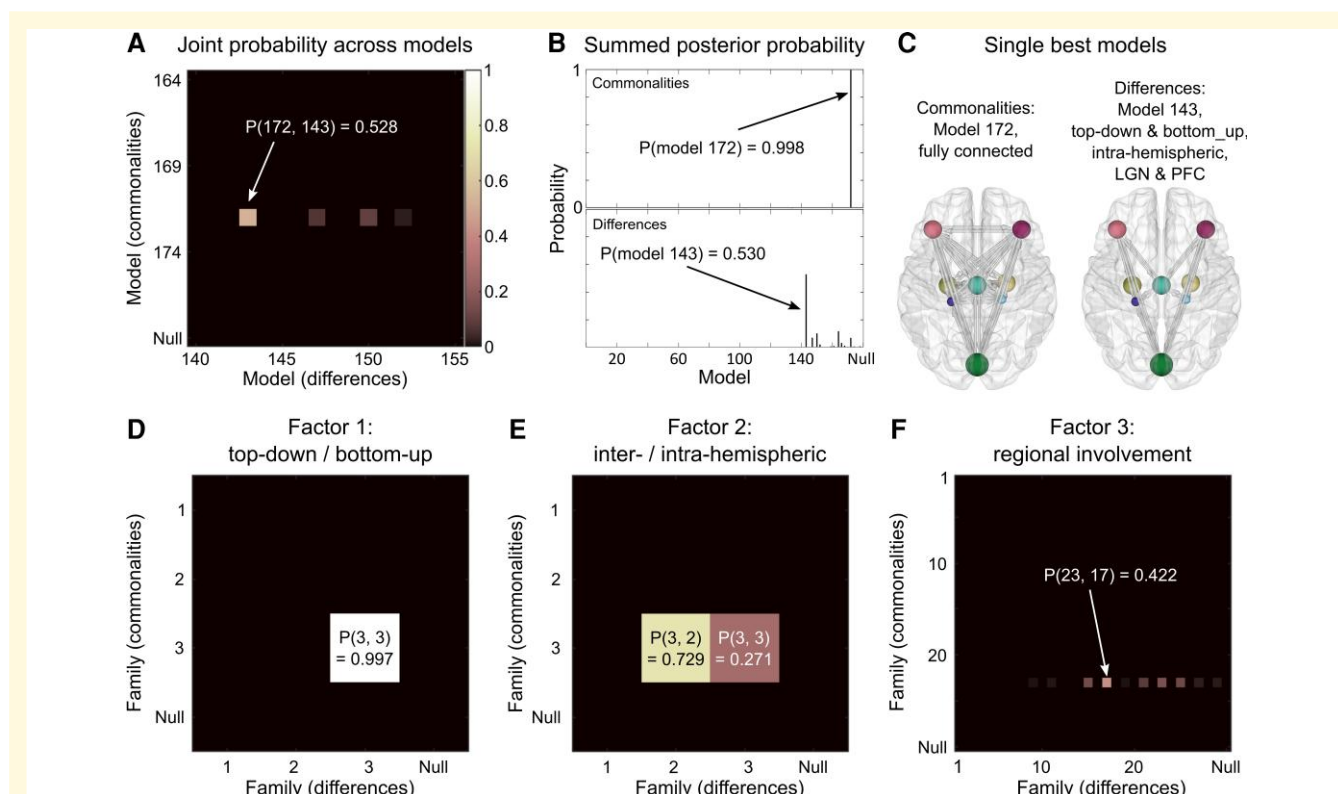 A Joint probability across models
164
169
174
Null
Model (commonalities)
P(172, 143) = 0.528
1
0.8
0.6
0.4
0.2
0
140 145 150 155
Model (differences)
B Summed posterior probability
1
0
Probability
Commonalities
P(model 172) = 0.998
Differences
P(model 143) = 0.530
20 60 100 140 Null
Model
C Single best models
Commonalities:
Model 172,
fully connected
Differences:
Model 143,
top-down & bottom_up,
intra-hemispheric,
LGN & PFC
D Factor 1:
top-down / bottom-up
1
2
3
Null
Family (commonalities)
P(3, 3)
= 0.997
1 2 3 Null
Family (differences)
E Factor 2:
inter- / intra-hemispheric
1
2
3
Null
Family (commonalities)
P(3, 2)
= 0.729
P(3, 3)
= 0.271
1 2 3 Null
Family (differences)
F Factor 3:
regional involvement
1
10
20
Null
Family (commonalities)
P(23, 17) = 0.422
1 10 20 Null
Family (differences)